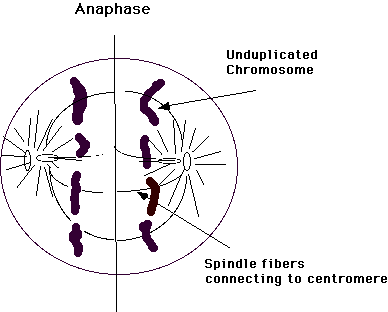 Anaphase
Unduplicated
Chromosome
Spindle fibers
connecting to centromere